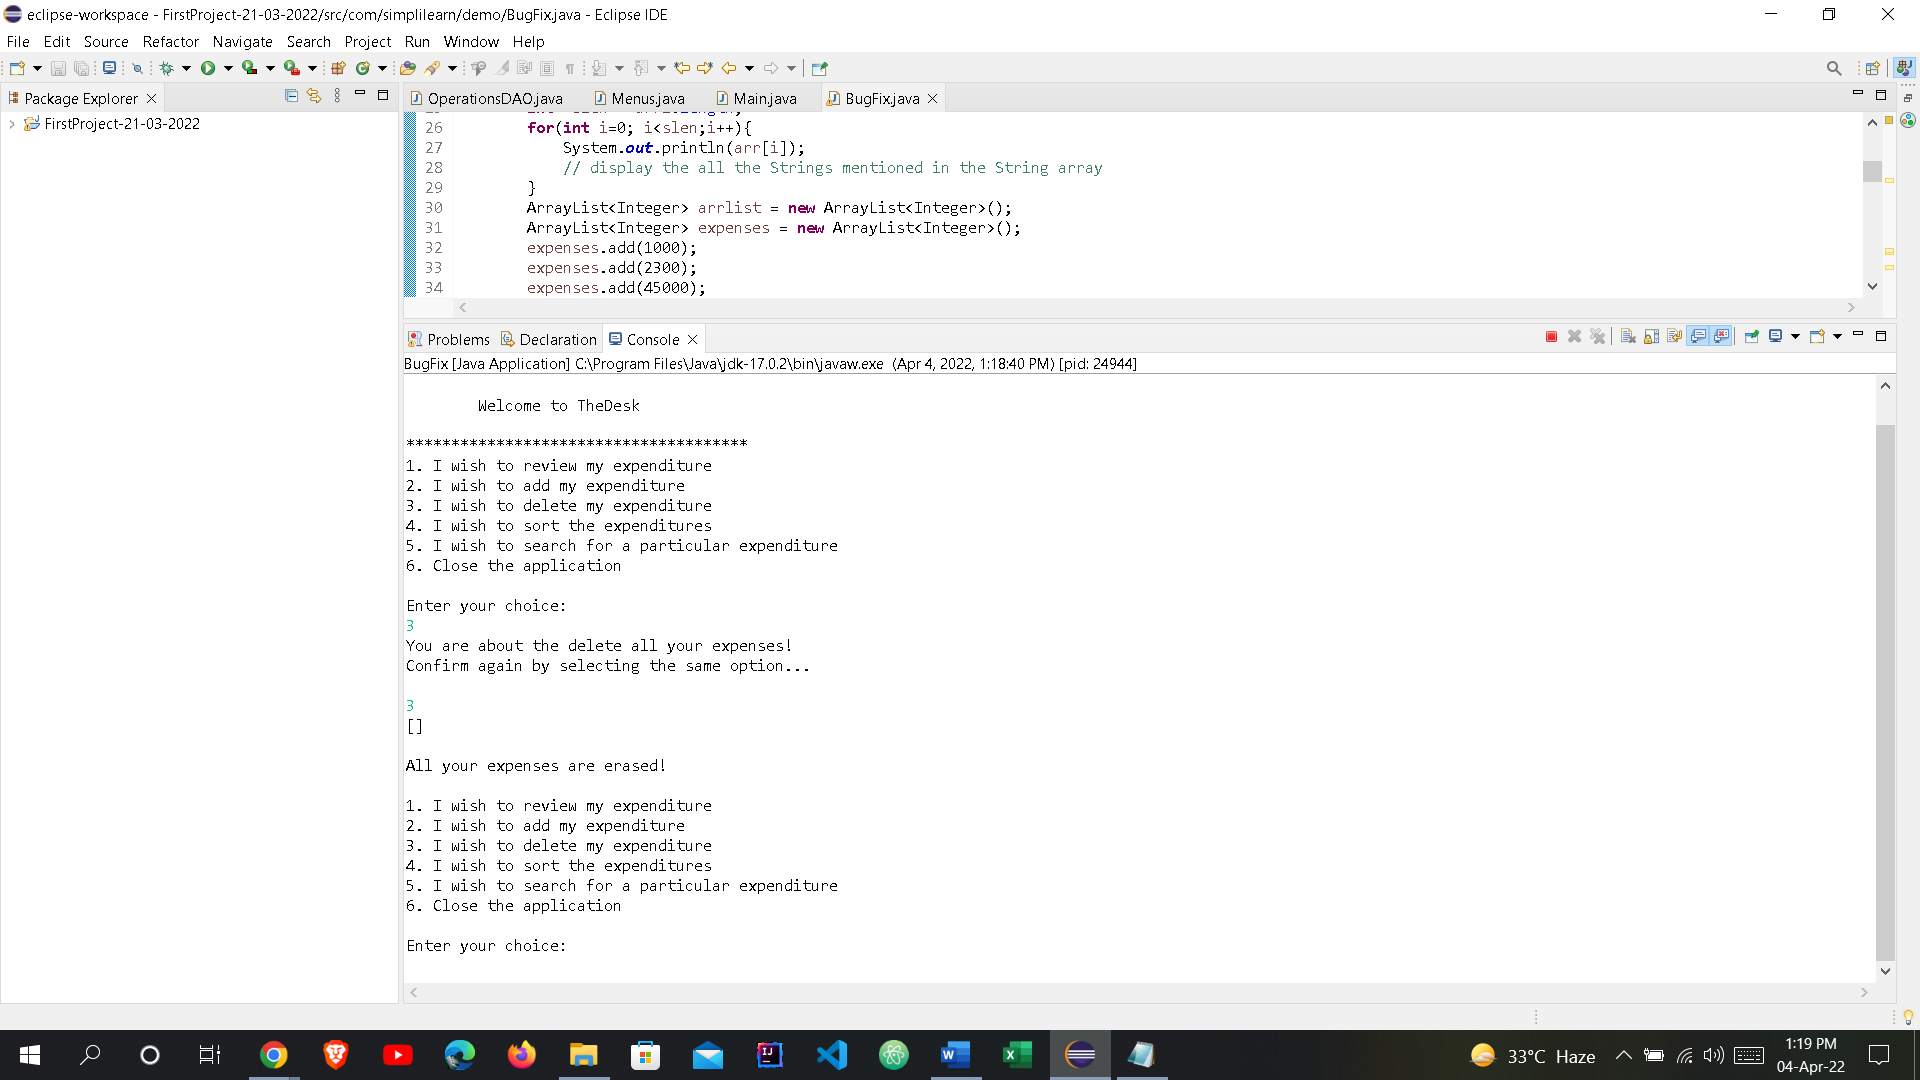 eclipse-workspace - FirstProject-21-03-2022/src/com/simplilearn/demo/BugFix.java - Eclipse IDE
File Edit Source Refactor Navigate Search Project Run Window Help
Package Explorer
FirstProject-21-03-2022
OperationsDAO.java Menus.java Main.java BugFix.java
26 for(int i=0; i<slen;i++){
27 System.out.println(arr[i]);
28 // display the all the Strings mentioned in the String array
29 }
30 ArrayList<Integer> arrlist = new ArrayList<Integer>();
31 ArrayList<Integer> expenses = new ArrayList<Integer>();
32 expenses.add(1000);
33 expenses.add(2300);
34 expenses.add(45000);
Problems Declaration Console
BugFix [Java Application] C:\Program Files\Java\jdk-17.0.2\bin\javaw.exe (Apr 4, 2022, 1:18:40 PM) [pid: 24944]
Welcome to TheDesk
**************************************
1. I wish to review my expenditure
2. I wish to add my expenditure
3. I wish to delete my expenditure
4. I wish to sort the expenditures
5. I wish to search for a particular expenditure
6. Close the application
Enter your choice:
3
You are about the delete all your expenses!
Confirm again by selecting the same option...
3
[]
All your expenses are erased!
1. I wish to review my expenditure
2. I wish to add my expenditure
3. I wish to delete my expenditure
4. I wish to sort the expenditures
5. I wish to search for a particular expenditure
6. Close the application
Enter your choice:
33°C Haze
1:19 PM
04-Apr-22